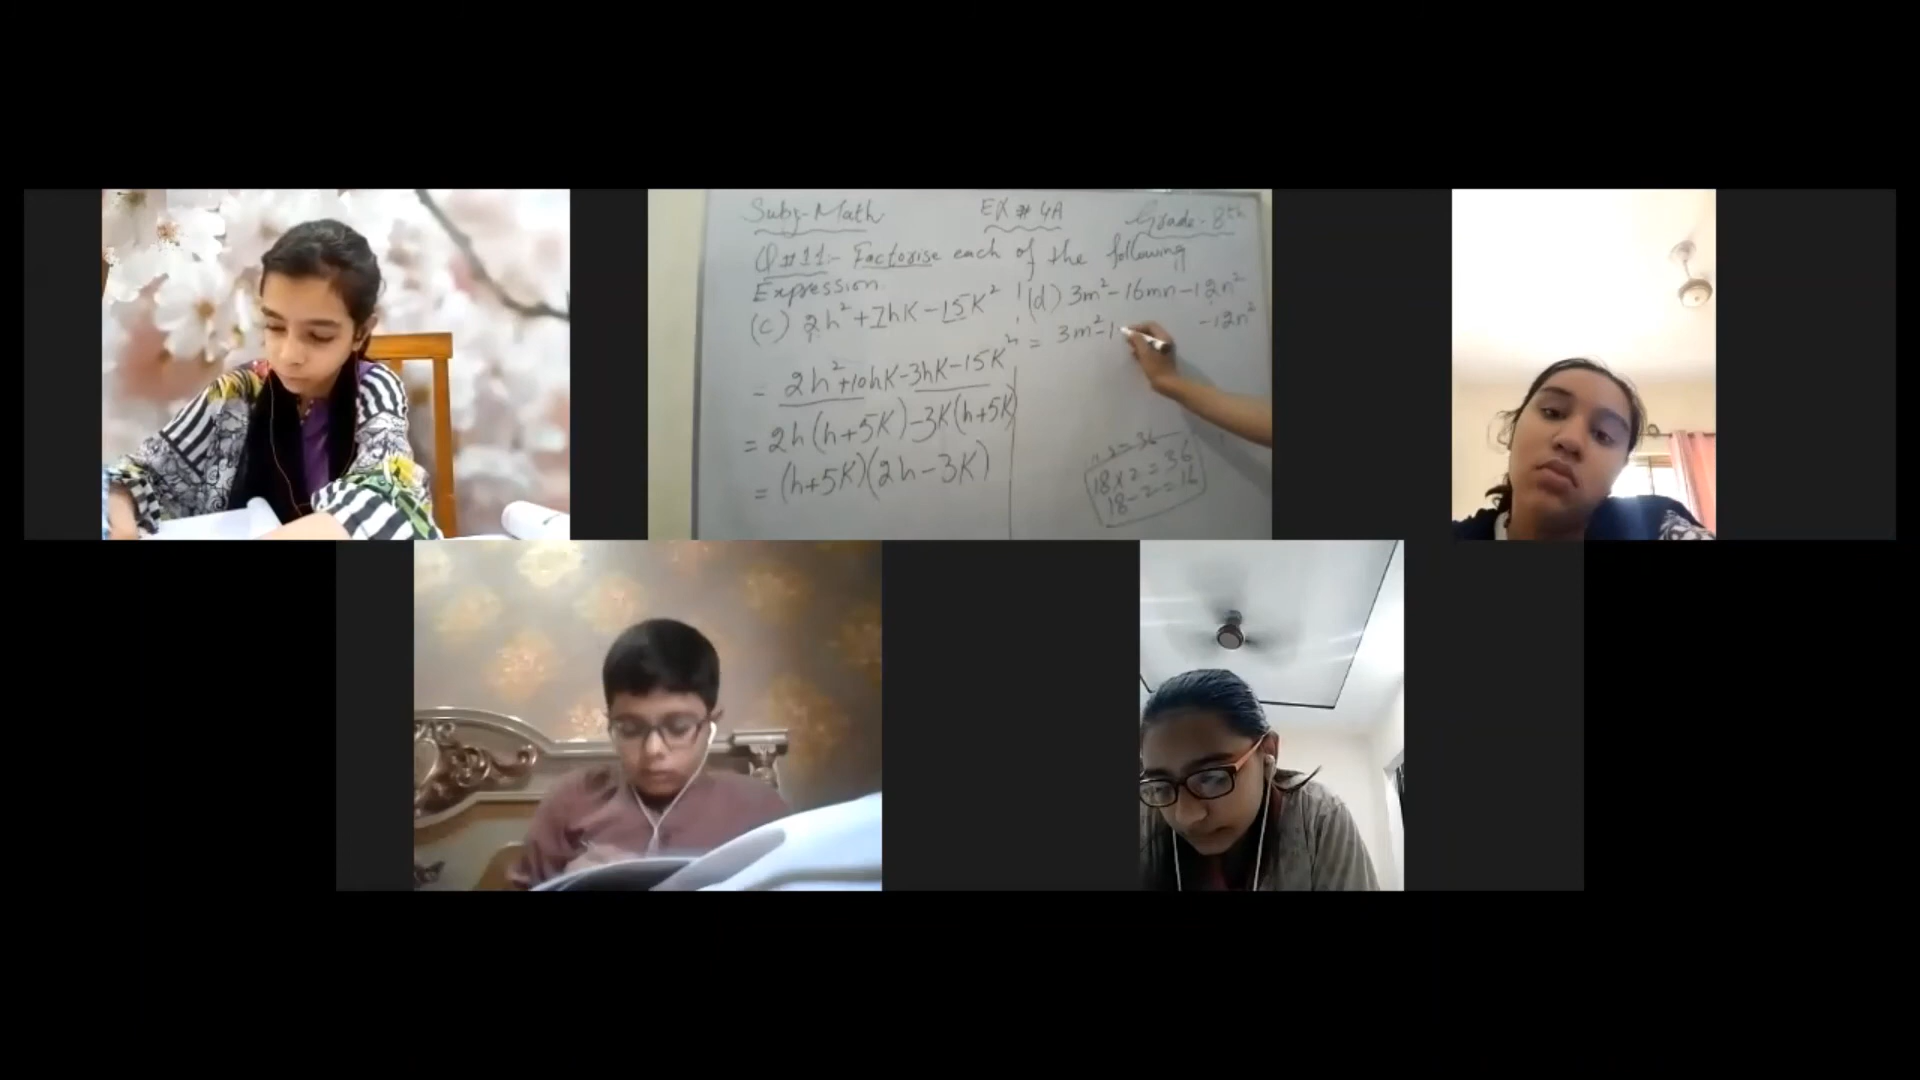 Subj-Math EX # 4A Grade-8th
Q # 11:- Factorise each of the following
Expression.
(c) 2h² + 7hK - 15K²
= 2h² + 10hK - 3hK - 15K²
= 2h(h+5K) - 3K(h+5K)
= (h+5K)(2h - 3K)
(d) 3m² - 16mn - 12n²
= 3m² - 1 - 12n²
= 36
18 x 2 = 36
18 - 2 = 16